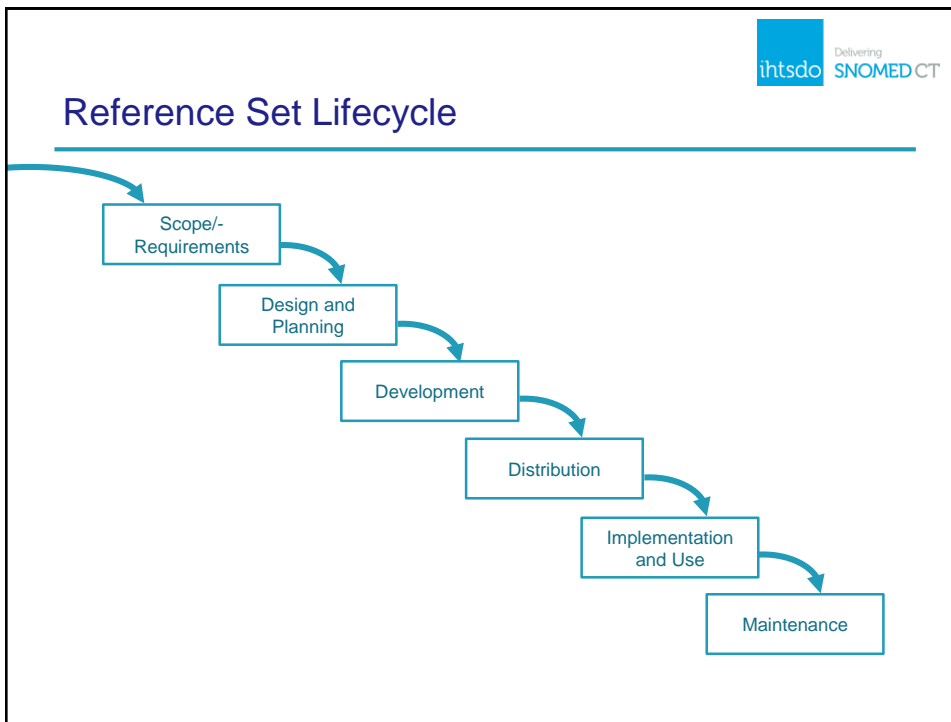 Delivering
ihtsdo SNOMED CT
Reference Set Lifecycle
Scope/-
Requirements
Design and
Planning
Development
Distribution
Implementation
and Use
Maintenance